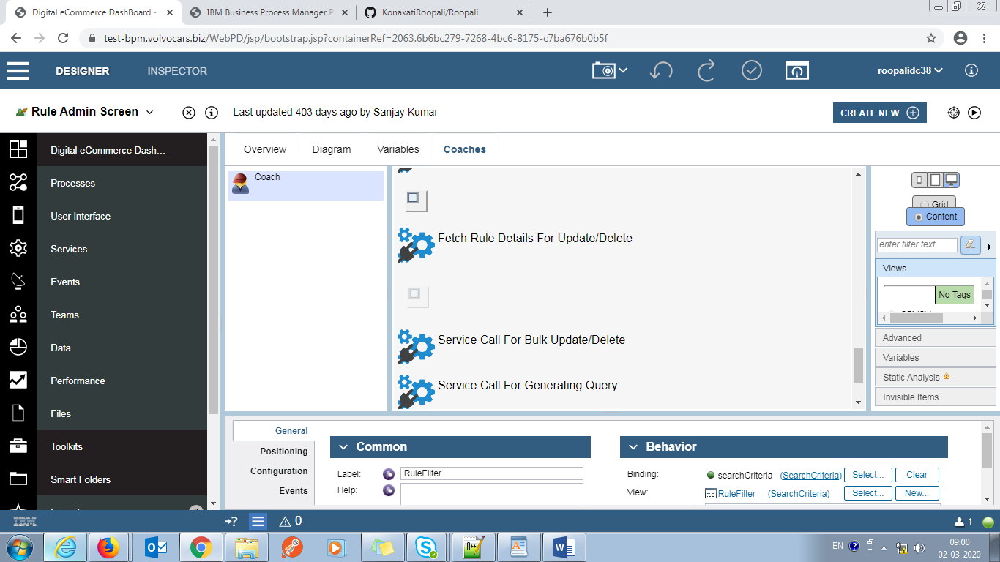 Digital eCommerce DashBoard -
IBM Business Process Manager P
KonakatiRoopali/Roopali
test-bpm.volvocars.biz/WebPD/jsp/bootstrap.jsp?containerRef=2063.6b6bc279-7268-4bc6-8175-c7ba676b0b5f
DESIGNER
INSPECTOR
roopalidc38
Rule Admin Screen
Last updated 403 days ago by Sanjay Kumar
CREATE NEW
Digital eCommerce Dash...
Processes
User Interface
Services
Events
Teams
Data
Performance
Files
Toolkits
Smart Folders
Overview
Diagram
Variables
Coaches
Coach
Fetch Rule Details For Update/Delete
Service Call For Bulk Update/Delete
Service Call For Generating Query
Grid
Content
enter filter text
Views
No Tags
Advanced
Variables
Static Analysis
Invisible Items
General
Positioning
Configuration
Events
Common
Label:
RuleFilter
Help:
Behavior
Binding:
searchCriteria
(SearchCriteria)
Select...
Clear
View:
RuleFilter
(SearchCriteria)
Select...
New...
IBM
0
1
EN
09:00
02-03-2020